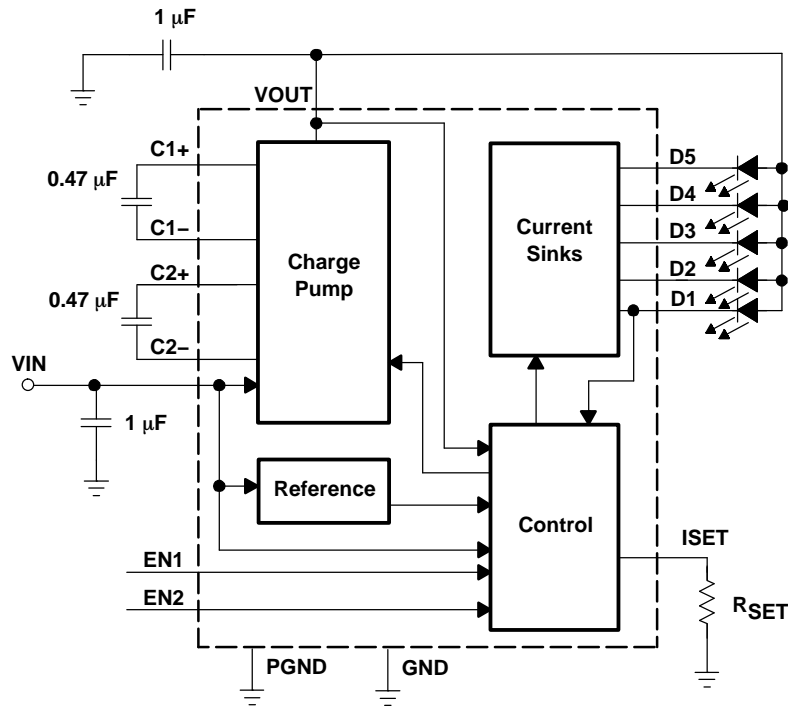 1 µF
VOUT
C1+
0.47 µF
C1−
C2+
0.47 µF
C2−
Charge
Pump
Current
Sinks
D5
D4
D3
D2
D1
VIN
1 µF
Reference
Control
ISET
RSET
EN1
EN2
PGND
GND